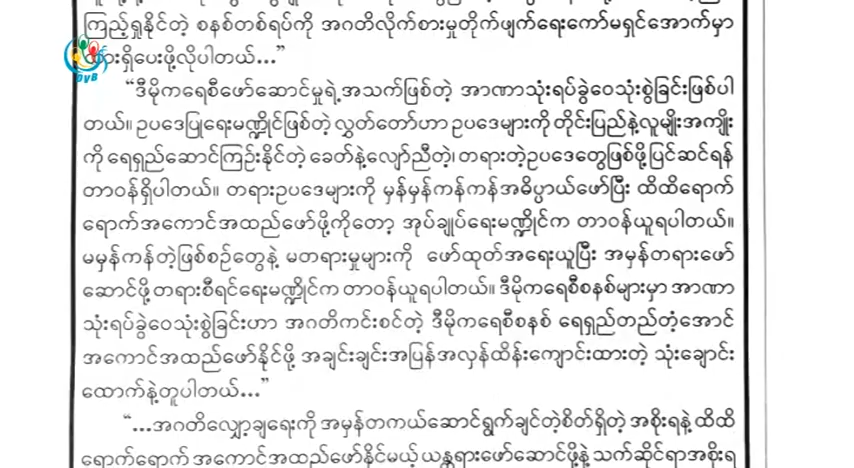 ကြည့်ရှုနိုင်တဲ့ စနစ်တစ်ရပ်ကို အဂတိလိုက်စားမှုတိုက်ဖျက်ရေးကော်မရှင်အောက်မှာ
ထားရှိပေးဖို့လိုပါတယ်..."
DVB
"ဒီမိုကရေစီဖော်ဆောင်မှုရဲ့အသက်ဖြစ်တဲ့ အာဏာသုံးရပ်ခွဲဝေသုံးစွဲခြင်းဖြစ်ပါ
တယ်။ ဥပဒေပြုရေးမဏ္ဍိုင်ဖြစ်တဲ့ လွှတ်တော်ဟာ ဥပဒေများကို တိုင်းပြည်နဲ့လူမျိုးအကျိုး
ကို ရေရှည်ဆောင်ကြဉ်းနိုင်တဲ့ ခေတ်နဲ့လျော်ညီတဲ့၊ တရားတဲ့ဥပဒေတွေဖြစ်ဖို့ပြင်ဆင်ရန်
တာဝန်ရှိပါတယ်။ တရားဥပဒေများကို မှန်မှန်ကန်ကန်အဓိပ္ပာယ်ဖော်ပြီး ထိထိရောက်
ရောက်အကောင်အထည်ဖော်ဖို့ကိုတော့ အုပ်ချုပ်ရေးမဏ္ဍိုင်က တာဝန်ယူရပါတယ်။
မမှန်ကန်တဲ့ဖြစ်စဉ်တွေနဲ့ မတရားမှုများကို ဖော်ထုတ်အရေးယူပြီး အမှန်တရားဖော်
ဆောင်ဖို့ တရားစီရင်ရေးမဏ္ဍိုင်က တာဝန်ယူရပါတယ်။ ဒီမိုကရေစီစနစ်များမှာ အာဏာ
သုံးရပ်ခွဲဝေသုံးစွဲခြင်းဟာ အဂတိကင်းစင်တဲ့ ဒီမိုကရေစီစနစ် ရေရှည်တည်တံ့အောင်
အကောင်အထည်ဖော်နိုင်ဖို့ အချင်းချင်းအပြန်အလှန်ထိန်းကျောင်းထားတဲ့ သုံးချောင်း
ထောက်နဲ့တူပါတယ်..."
"...အဂတိလျှော့ချရေးကို အမှန်တကယ်ဆောင်ရွက်ချင်တဲ့စိတ်ရှိတဲ့ အစိုးရနဲ့ ထိထိ
ရောက်ရောက် အကောင်အထည်ဖော်နိုင်မယ့် ယန္တရားဖော်ဆောင်ဖို့နဲ့ သက်ဆိုင်ရာအစိုးရ